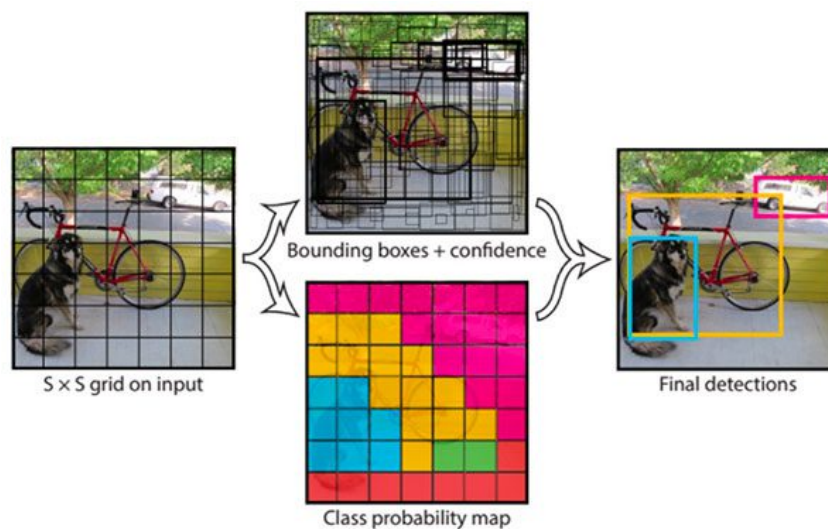 Bounding boxes + confidence
S × S grid on input
Final detections
Class probability map